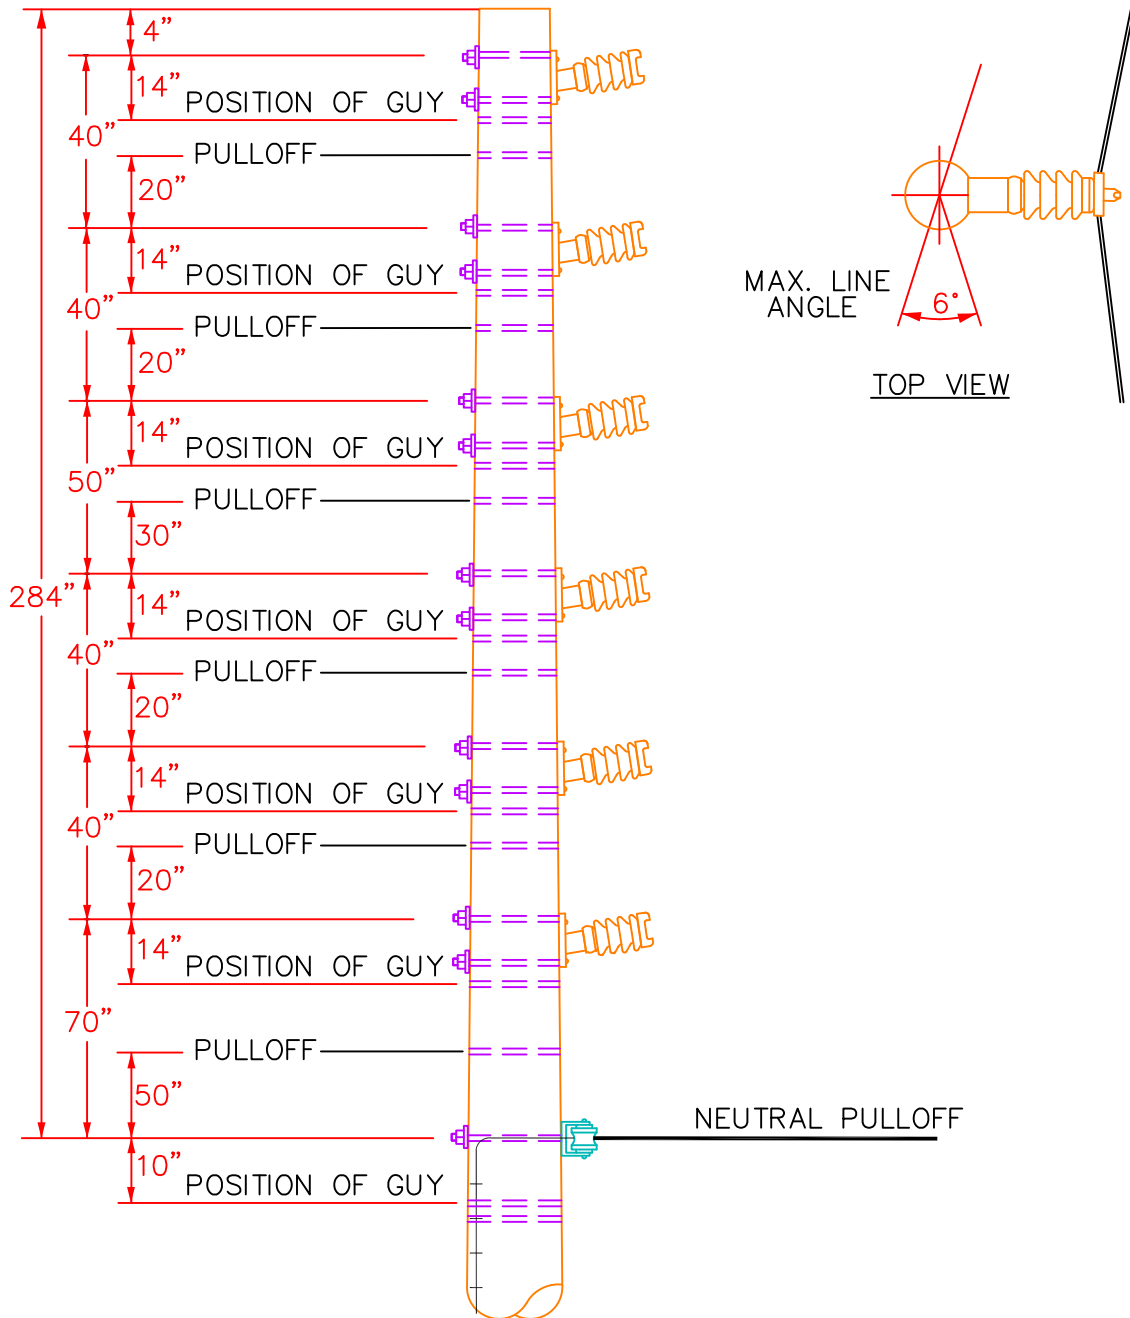 4”
14”
POSITION OF GUY
40”
PULLOFF
20”
14”
POSITION OF GUY
40”
PULLOFF
20”
14”
POSITION OF GUY
50”
PULLOFF
30”
284”
14”
POSITION OF GUY
40”
PULLOFF
20”
14”
POSITION OF GUY
40”
PULLOFF
20”
14”
POSITION OF GUY
70”
PULLOFF
50”
NEUTRAL PULLOFF
10”
POSITION OF GUY
MAX. LINE
ANGLE
6°
TOP VIEW